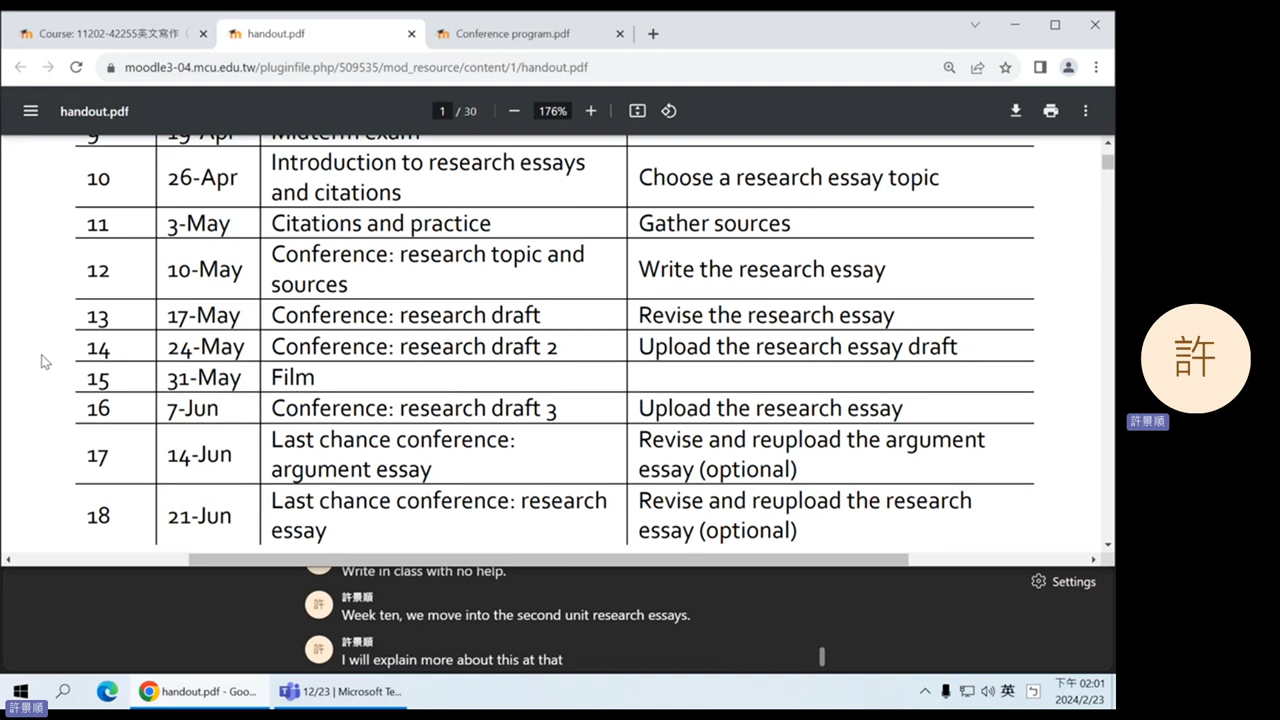 Course: 11202-42255英文寫作（
handout.pdf
Conference program.pdf
moodle3-04.mcu.edu.tw/pluginfile.php/509535/mod_resource/content/1/handout.pdf
handout.pdf
1 / 30
176%
9 19-Apr Midterm exam
10 26-Apr Introduction to research essays and citations Choose a research essay topic
11 3-May Citations and practice Gather sources
12 10-May Conference: research topic and sources Write the research essay
13 17-May Conference: research draft Revise the research essay
14 24-May Conference: research draft 2 Upload the research essay draft
15 31-May Film
16 7-Jun Conference: research draft 3 Upload the research essay
17 14-Jun Last chance conference: argument essay Revise and reupload the argument essay (optional)
18 21-Jun Last chance conference: research essay Revise and reupload the research essay (optional)
Write in class with no help.
Settings
許
許景順
Week ten, we move into the second unit research essays.
許
許景順
I will explain more about this at that
許
許景順
handout.pdf - Goo...
12/23 | Microsoft Te...
英
下午 02:01
2024/2/23
許景順